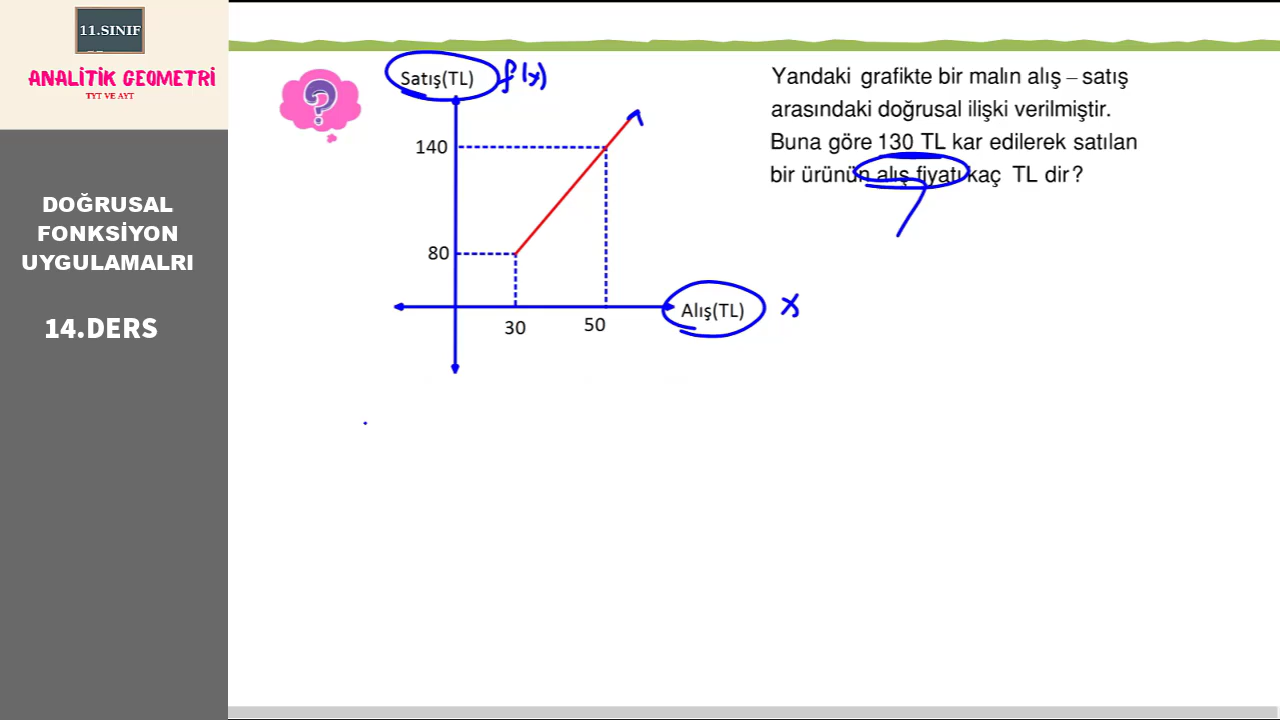 11.SINIF
ANALİTİK GEOMETRİ
TYT VE AYT
DOĞRUSAL
FONKSİYON
UYGULAMALRI
14.DERS
Satış(TL) f(x)
140
80
30
50
Alış(TL) x
Yandaki grafikte bir malın alış – satış
arasındaki doğrusal ilişki verilmiştir.
Buna göre 130 TL kar edilerek satılan
bir ürünün alış fiyatı kaç TL dir?